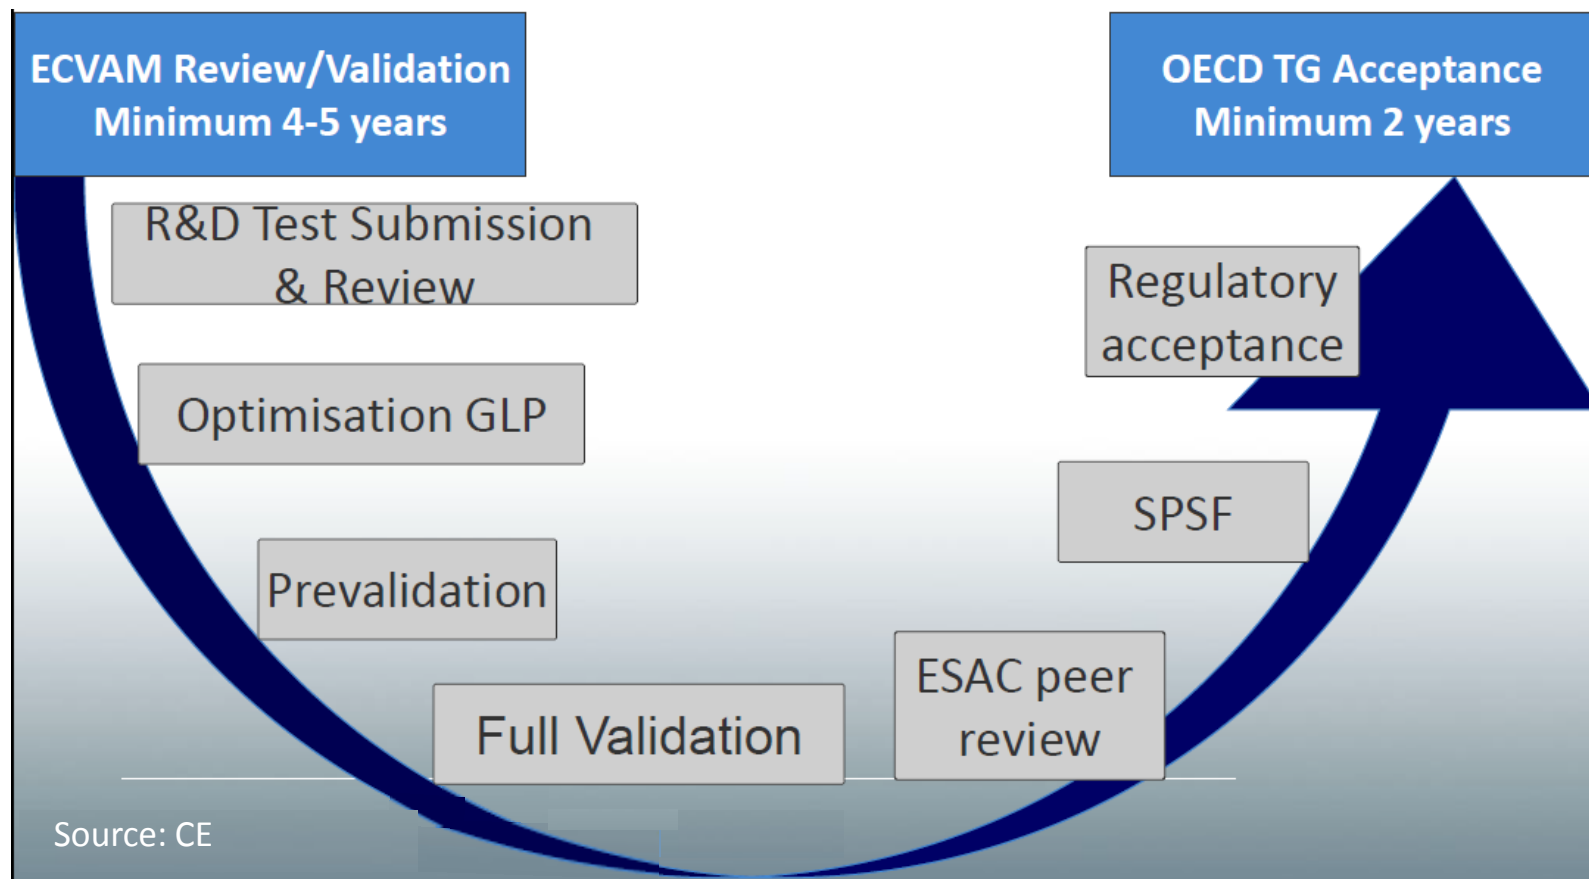 ECVAM Review/Validation
Minimum 4-5 years
OECD TG Acceptance
Minimum 2 years
R&D Test Submission
& Review
Optimisation GLP
Prevalidation
Full Validation
ESAC peer
review
SPSF
Regulatory
acceptance
Source: CE